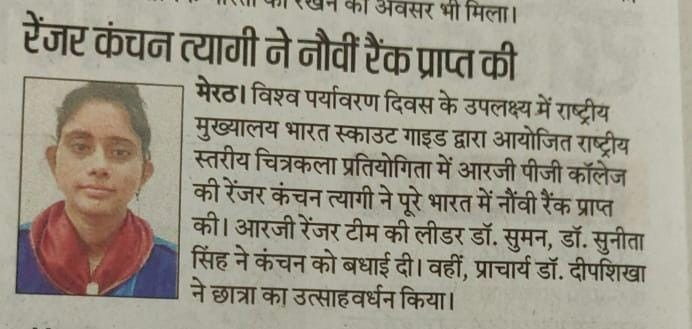 रखने का अवसर भी मिला।
रेंजर कंचन त्यागी ने नौवीं रैंक प्राप्त की
मेरठ। विश्व पर्यावरण दिवस के उपलक्ष्य में राष्ट्रीय
मुख्यालय भारत स्काउट गाइड द्वारा आयोजित राष्ट्रीय
स्तरीय चित्रकला प्रतियोगिता में आरजी पीजी कॉलेज
की रेंजर कंचन त्यागी ने पूरे भारत में नौंवी रैंक प्राप्त
की। आरजी रेंजर टीम की लीडर डॉ. सुमन, डॉ. सुनीता
सिंह ने कंचन को बधाई दी। वहीं, प्राचार्य डॉ. दीपशिखा
ने छात्रा का उत्साहवर्धन किया।